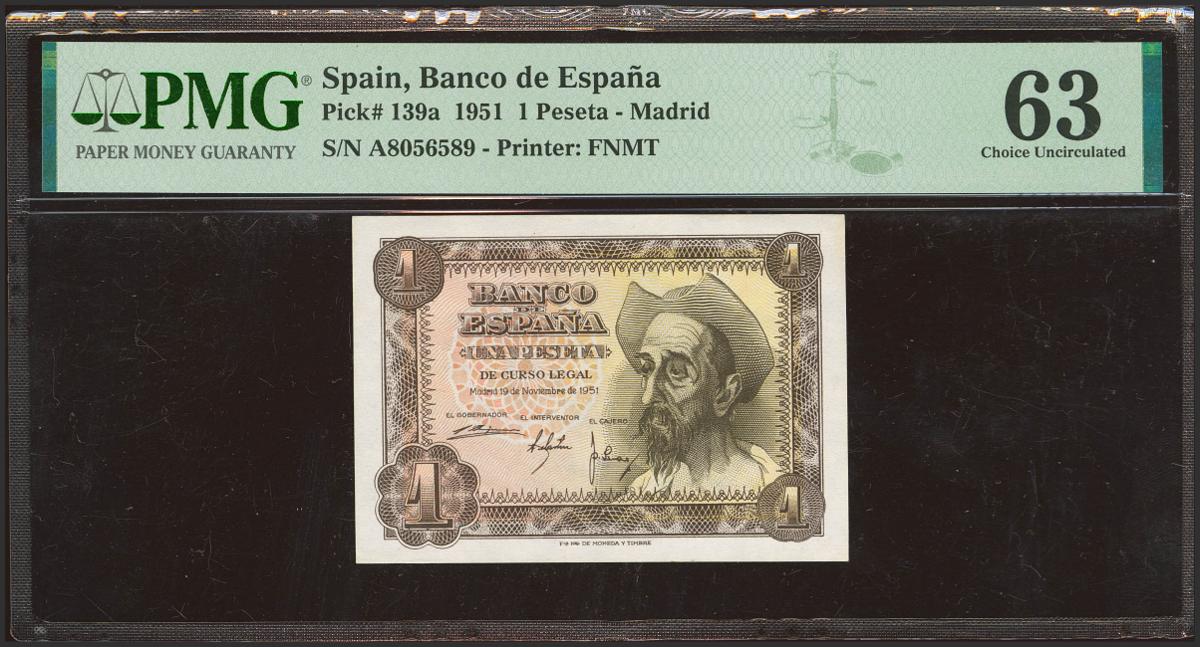 PMG®
PAPER MONEY GUARANTY
Spain, Banco de España
Pick# 139a 1951 1 Peseta - Madrid
S/N A8056589 - Printer: FNMT
63
Choice Uncirculated
1
1
BANCO
DE
ESPAÑA
UNA PESETA
DE CURSO LEGAL
Madrid 19 de Noviembre de 1951
EL GOBERNADOR
EL INTERVENTOR
EL CAJERO
1
1
DE MONEDA Y TIMBRE